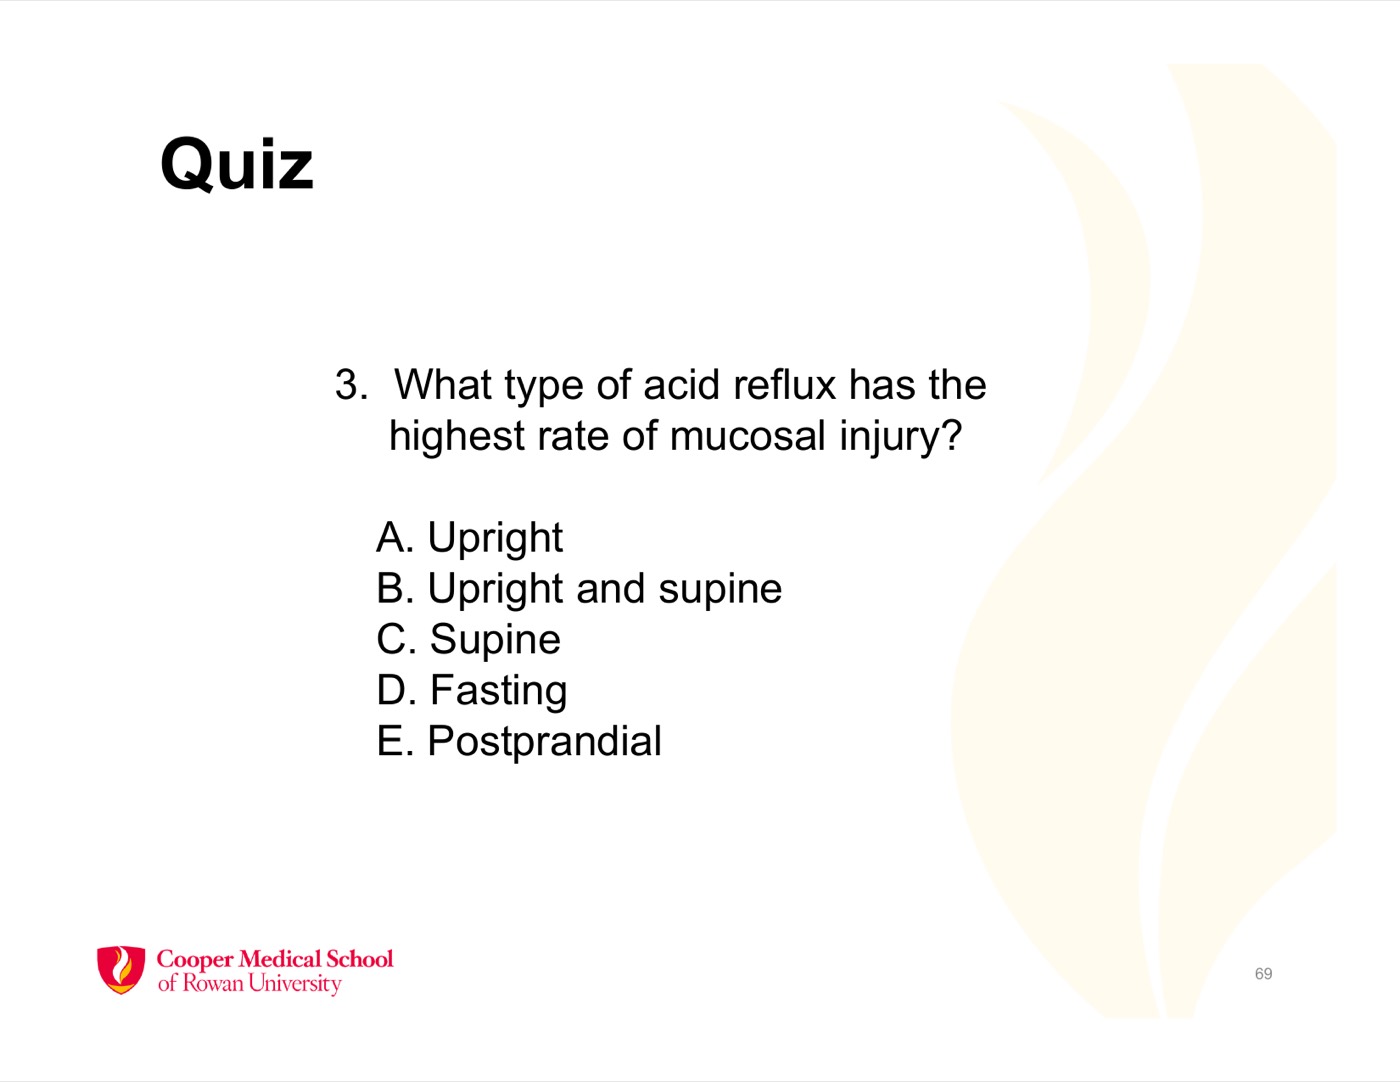 Quiz
3. What type of acid reflux has the
highest rate of mucosal injury?
A. Upright
B. Upright and supine
C. Supine
D. Fasting
E. Postprandial
Cooper Medical School
of Rowan University
69